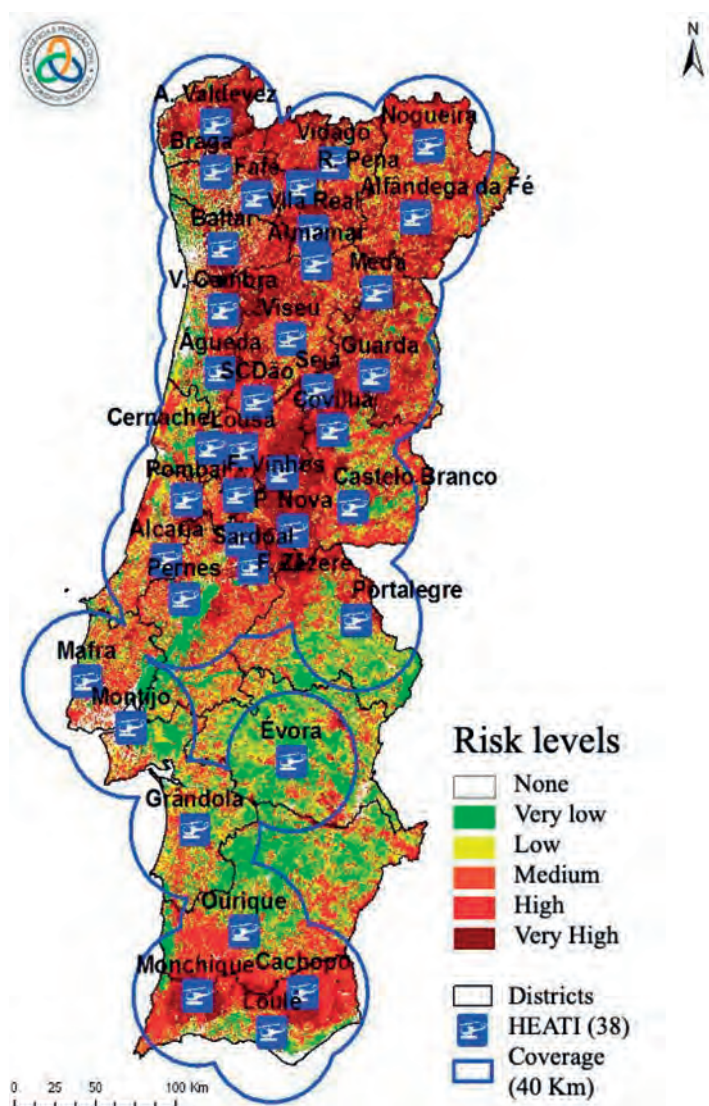 N
A. Valdevez
Nogueira
Vidago
Braga
R. Pena
Fafe
Alfândega da Fé
Vila Real
Baltar
Armamar
Meda
V. Cambra
Viseu
Águeda
Guarda
Seia
SCDão
Covilhã
Cernache
Lousã
F. Vinhos
Pombal
Castelo Branco
P. Nova
Alcaria
Sardoal
F. Zêzere
Pernes
Portalegre
Mafra
Montijo
Évora
Risk levels
None
Very low
Low
Medium
High
Very High
Grândola
Ourique
Monchique
Cachopo
Loulé
Districts
HEATI (38)
Coverage
(40 Km)
0 25 50 100 Km